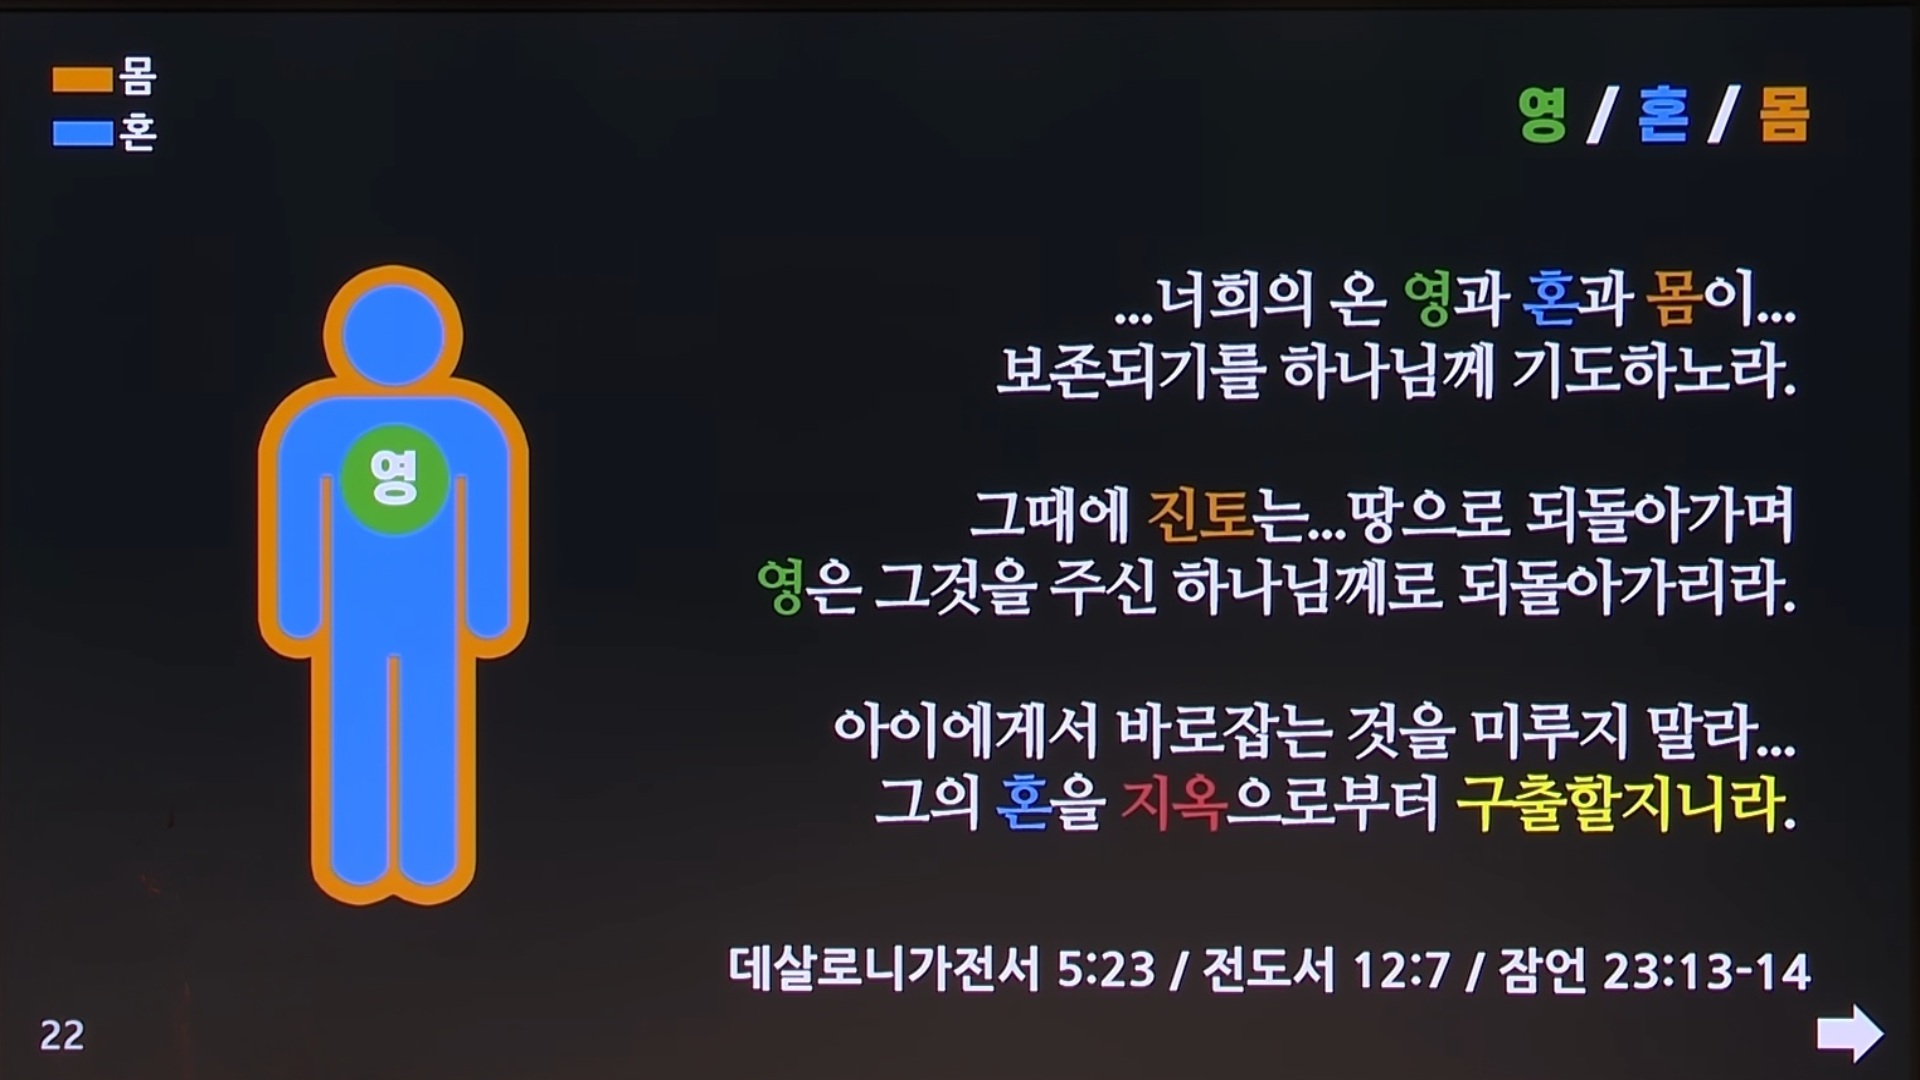 몸
혼
영 / 혼 / 몸
영
...너희의 온 영과 혼과 몸이...
보존되기를 하나님께 기도하노라.
그때에 진토는...땅으로 되돌아가며
영은 그것을 주신 하나님께로 되돌아가리라.
아이에게서 바로잡는 것을 미루지 말라...
그의 혼을 지옥으로부터 구출할지니라.
데살로니가전서 5:23 / 전도서 12:7 / 잠언 23:13-14
22